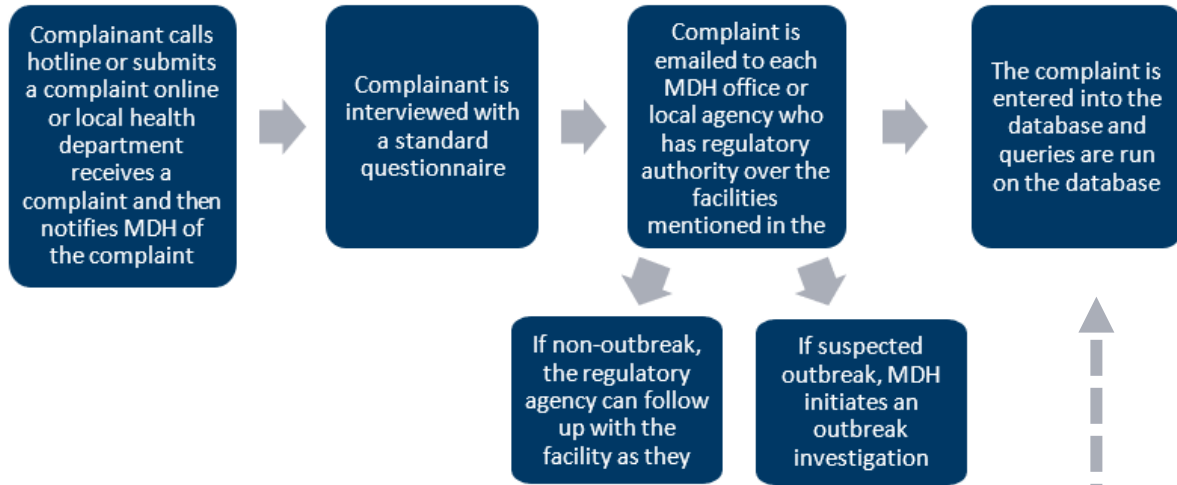 Complainant calls
hotline or submits
a complaint online
or local health
department
receives a
complaint and then
notifies MDH of
the complaint
Complainant is
interviewed with
a standard
questionnaire
Complaint is
emailed to each
MDH office or
local agency who
has regulatory
authority over the
facilities
mentioned in the
The complaint is
entered into the
database and
queries are run
on the database
If non-outbreak,
the regulatory
agency can follow
up with the
facility as they
If suspected
outbreak, MDH
initiates an
outbreak
investigation